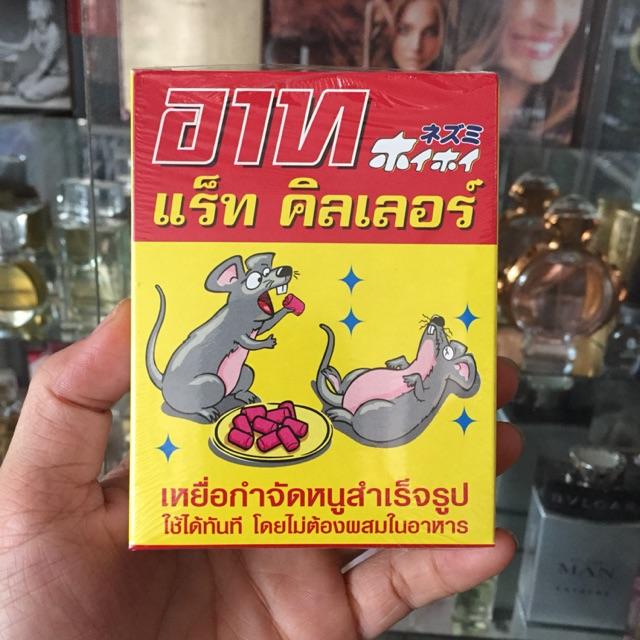 อาท
ネズミ
ホイホイ
แร็ท คิลเลอร์
เหยื่อกำจัดหนูสำเร็จรูป
ใช้ได้ทันที โดยไม่ต้องผสมในอาหาร
BVLGARI
MAN
EXTREME